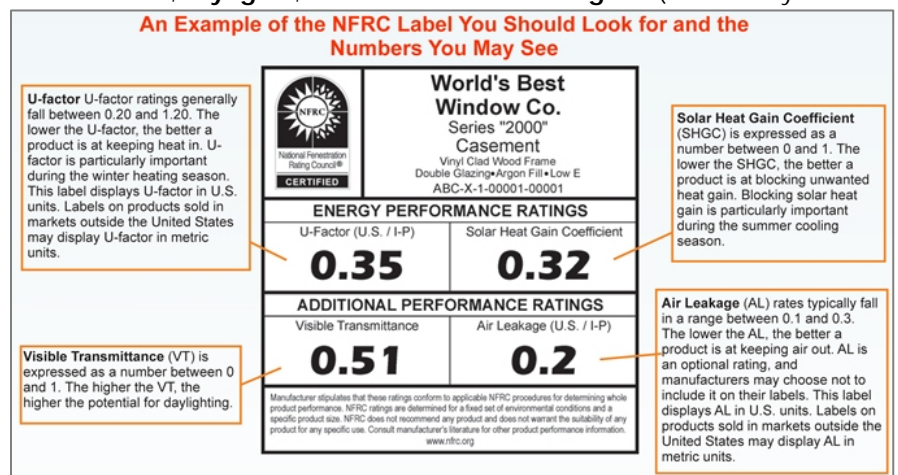 An Example of the NFRC Label You Should Look for and the
Numbers You May See
U-factor U-factor ratings generally
fall between 0.20 and 1.20. The
lower the U-factor, the better a
product is at keeping heat in. U-
factor is particularly important
during the winter heating season.
This label displays U-factor in U.S.
units. Labels on products sold in
markets outside the United States
may display U-factor in metric
units.
Visible Transmittance (VT) is
expressed as a number between 0
and 1. The higher the VT, the
higher the potential for daylighting.
NFRC
National Fenestration
Rating Council®
CERTIFIED
World's Best
Window Co.
Series "2000"
Casement
Vinyl Clad Wood Frame
Double Glazing•Argon Fill•Low E
ABC-X-1-00001-00001
ENERGY PERFORMANCE RATINGS
U-Factor (U.S. / I-P)
0.35
Solar Heat Gain Coefficient
0.32
ADDITIONAL PERFORMANCE RATINGS
Visible Transmittance
0.51
Air Leakage (U.S. / I-P)
0.2
Manufacturer stipulates that these ratings conform to applicable NFRC procedures for determining whole
product performance. NFRC ratings are determined for a fixed set of environmental conditions and a
specific product size. NFRC does not recommend any product and does not warrant the suitability of any
product for any specific use. Consult manufacturer's literature for other product performance information.
www.nfrc.org
Solar Heat Gain Coefficient
(SHGC) is expressed as a
number between 0 and 1. The
lower the SHGC, the better a
product is at blocking unwanted
heat gain. Blocking solar heat
gain is particularly important
during the summer cooling
season.
Air Leakage (AL) rates typically fall
in a range between 0.1 and 0.3.
The lower the AL, the better a
product is at keeping air out. AL is
an optional rating, and
manufacturers may choose not to
include it on their labels. This label
displays AL in U.S. units. Labels on
products sold in markets outside the
United States may display AL in
metric units.